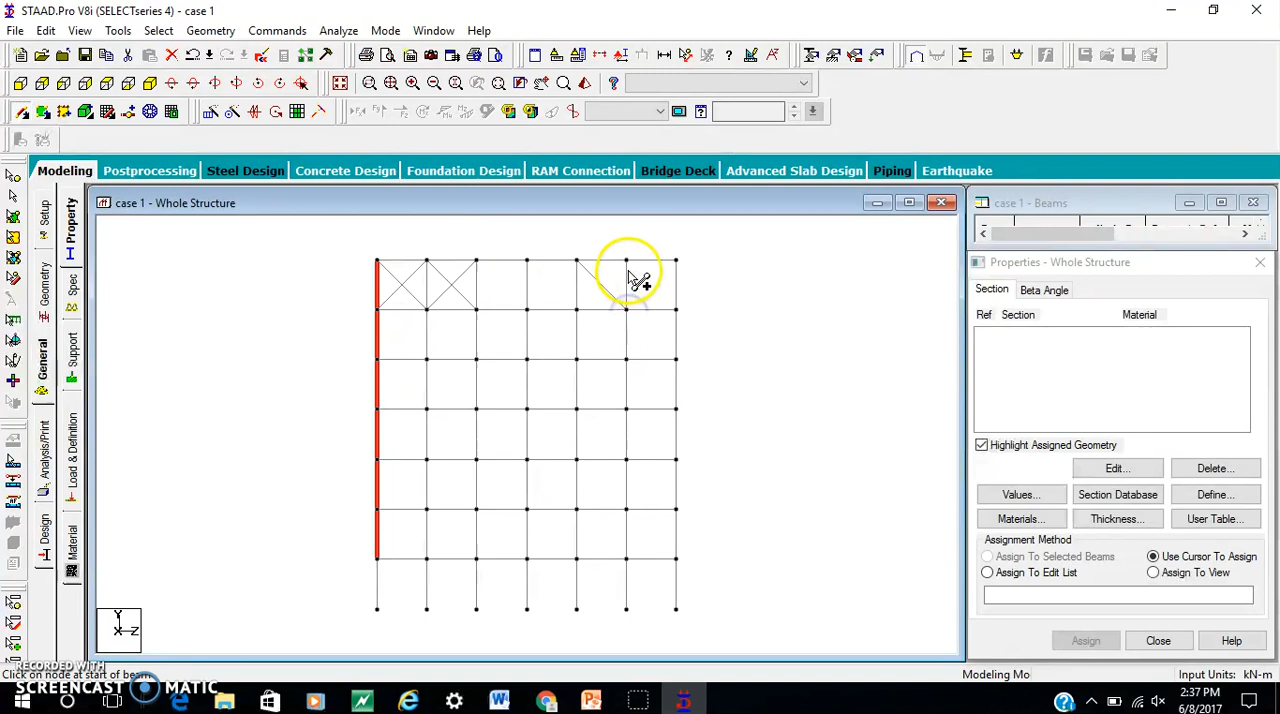 STAAD.Pro V8i (SELECTseries 4) - case 1
File Edit View Tools Select Geometry Commands Analyze Mode Window Help
Modeling Postprocessing Steel Design Concrete Design Foundation Design RAM Connection Bridge Deck Advanced Slab Design Piping Earthquake
case 1 - Whole Structure
case 1 - Beams
Setup
Geometry
General
Analysis/Print
Design
Property
Spec
Support
Load & Definition
Material
Properties - Whole Structure
Section Beta Angle
Ref Section Material
Highlight Assigned Geometry
Edit... Delete...
Values... Section Database Define...
Materials... Thickness... User Table...
Assignment Method
Assign To Selected Beams Use Cursor To Assign
Assign To Edit List Assign To View
Assign Close Help
Y
X Z
RECORDED WITH
SCREENCAST MATIC
Click on node at start of beam
Modeling Mo Input Units: kN-m
2:37 PM
6/8/2017